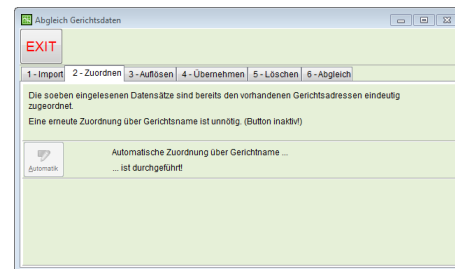 Abgleich Gerichtsdaten
EXIT
1 - Import 2 - Zuordnen 3 - Auflösen 4 - Übernehmen 5 - Löschen 6 - Abgleich
Die soeben eingelesenen Datensätze sind bereits den vorhandenen Gerichtsadressen eindeutig
zugeordnet.
Eine erneute Zuordnung über Gerichtsname ist unnötig. (Button inaktiv!)
Automatische Zuordnung über Gerichtname ...
Automatik ... ist durchgeführt!